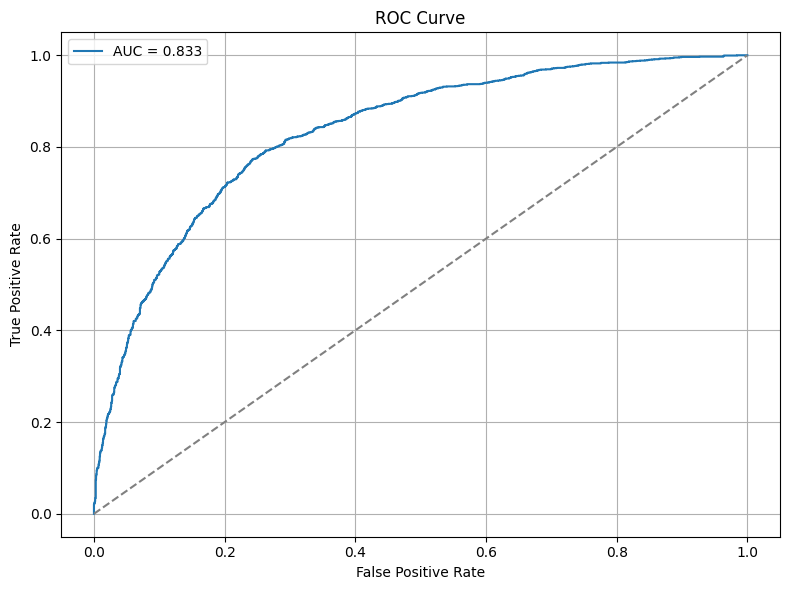 ROC Curve
AUC = 0.833
True Positive Rate
1.0
0.8
0.6
0.4
0.2
0.0
0.0 0.2 0.4 0.6 0.8 1.0
False Positive Rate